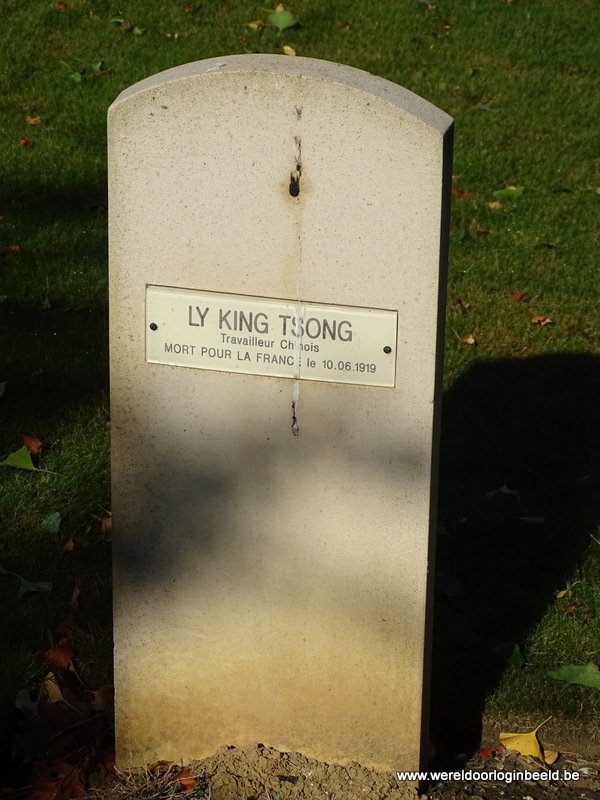 LY KING TSONG
Travailleur Chinois
MORT POUR LA FRANCE le 10.06.1919
www.wereldoorloginbeeld.be